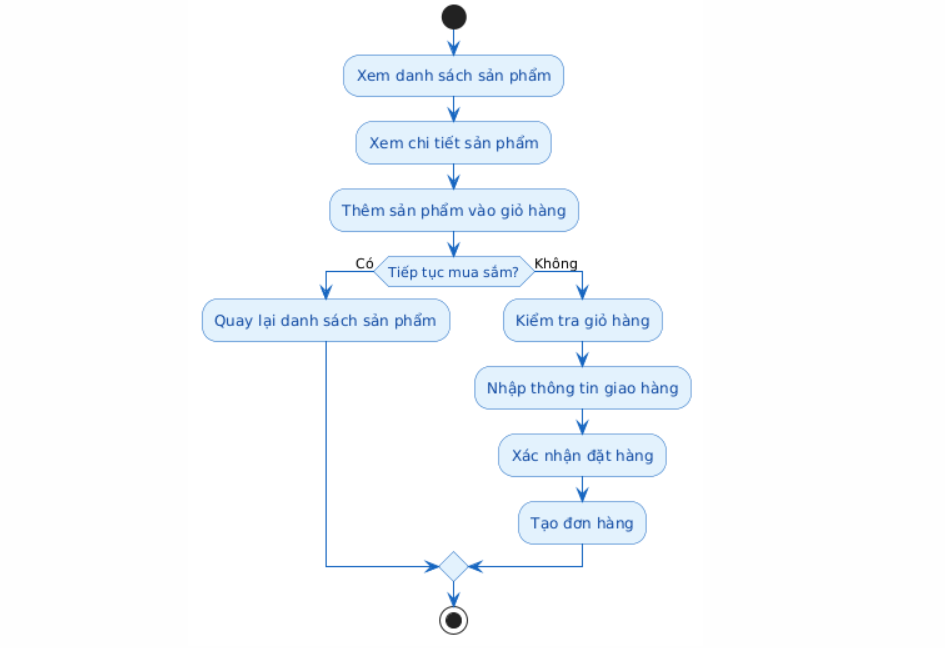 Xem danh sách sản phẩm
Xem chi tiết sản phẩm
Thêm sản phẩm vào giỏ hàng
Có
Tiếp tục mua sắm?
Không
Quay lại danh sách sản phẩm
Kiểm tra giỏ hàng
Nhập thông tin giao hàng
Xác nhận đặt hàng
Tạo đơn hàng